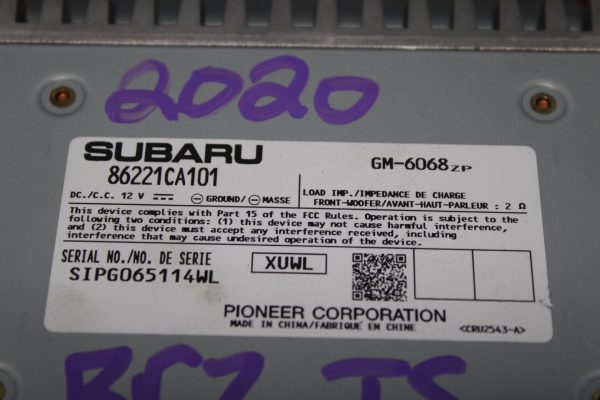 2020
SUBARU
86221CA101
GM-6068ZP
DC./C.C. 12 V ⎓ ⊖GROUND/⊖MASSE
LOAD IMP./IMPEDANCE DE CHARGE
FRONT-WOOFER/AVANT-HAUT-PARLEUR : 2 Ω
This device complies with Part 15 of the FCC Rules. Operation is subject to the
following two conditions: (1) this device may not cause harmful interference,
and (2) this device must accept any interference received, including
interference that may cause undesired operation of the device.
SERIAL NO./NO. DE SERIE
SIPG065114WL
XUWL
PIONEER CORPORATION
MADE IN CHINA/FABRIQUÉ EN CHINE
<CRU2543-A>
BRZ TS